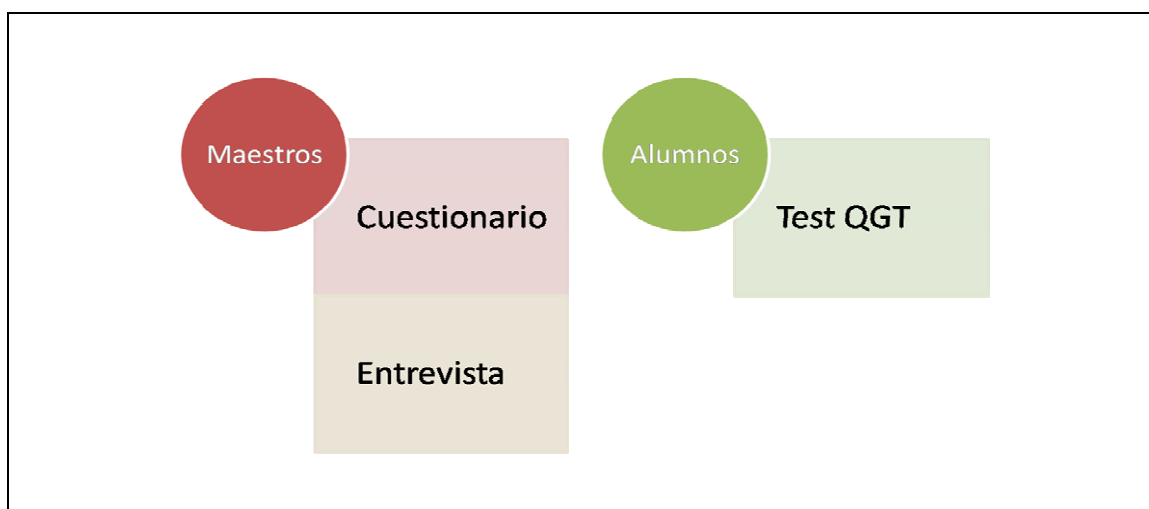 Maestros
Cuestionario
Entrevista
Alumnos
Test QGT